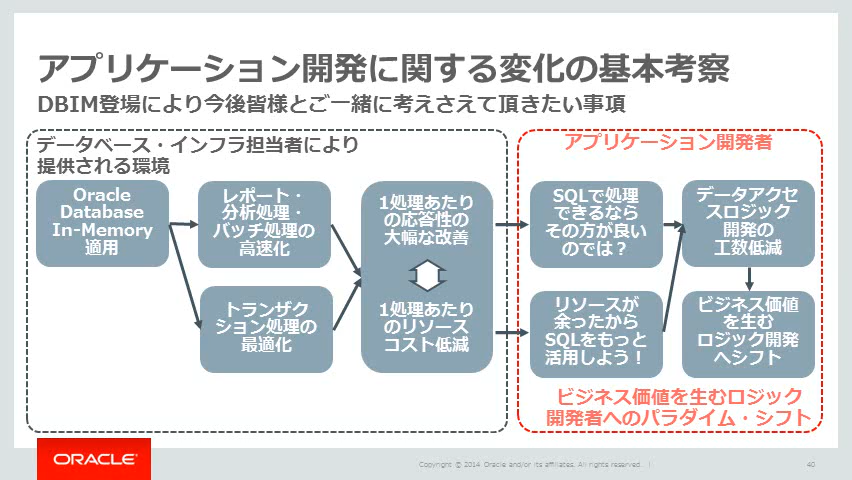 アプリケーション開発に関する変化の基本考察
DBIM登場により今後皆様とご一緒に考えさえて頂きたい事項
データベース・インフラ担当者により
提供される環境
アプリケーション開発者
Oracle
Database
In-Memory
適用
レポート・
分析処理・
バッチ処理の
高速化
トランザク
ション処理の
最適化
1処理あたり
の応答性の
大幅な改善
1処理あたり
のリソース
コスト低減
SQLで処理
できるなら
その方が良い
のでは？
リソースが
余ったから
SQLをもっと
活用しよう！
データアクセ
スロジック
開発の
工数低減
ビジネス価値
を生む
ロジック開発
へシフト
ビジネス価値を生むロジック
開発者へのパラダイム・シフト
ORACLE
Copyright © 2014 Oracle and/or its affiliates. All rights reserved. |
40